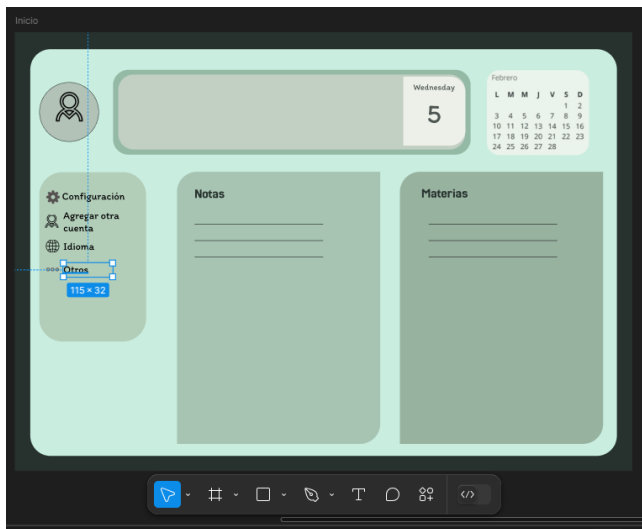 Inicio
Wednesday
5
Febrero
L M M J V S D
1 2
3 4 5 6 7 8 9
10 11 12 13 14 15 16
17 18 19 20 21 22 23
24 25 26 27 28
Configuración
Agregar otra
cuenta
Idioma
Otros
115 × 32
Notas
Materias